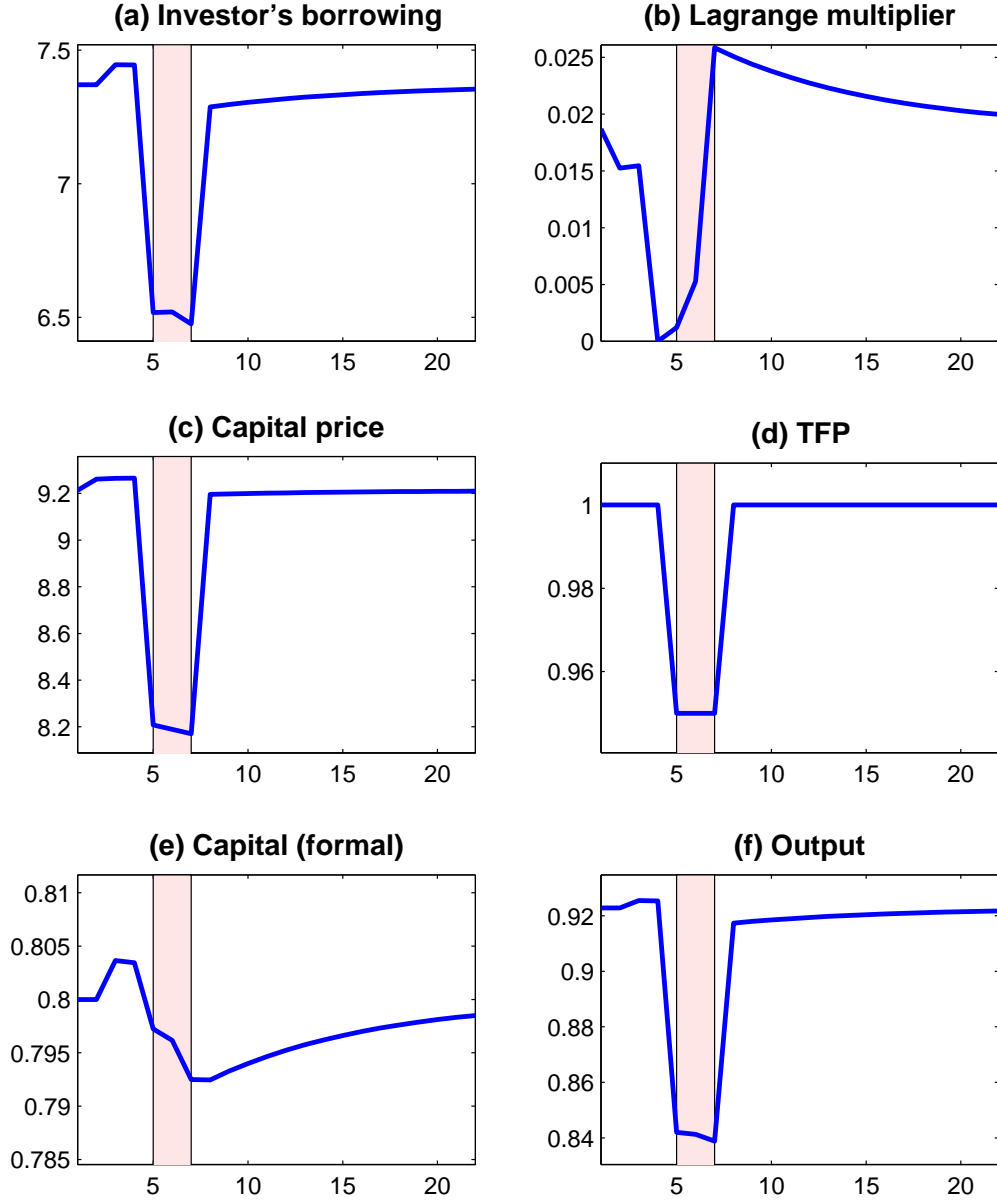 (a) Investor's borrowing
7.5
7
6.5
5 10 15 20
(b) Lagrange multiplier
0.025
0.02
0.015
0.01
0.005
0
5 10 15 20
(c) Capital price
9.2
9
8.8
8.6
8.4
8.2
5 10 15 20
(d) TFP
1
0.98
0.96
5 10 15 20
(e) Capital (formal)
0.81
0.805
0.8
0.795
0.79
0.785
5 10 15 20
(f) Output
0.92
0.9
0.88
0.86
0.84
5 10 15 20